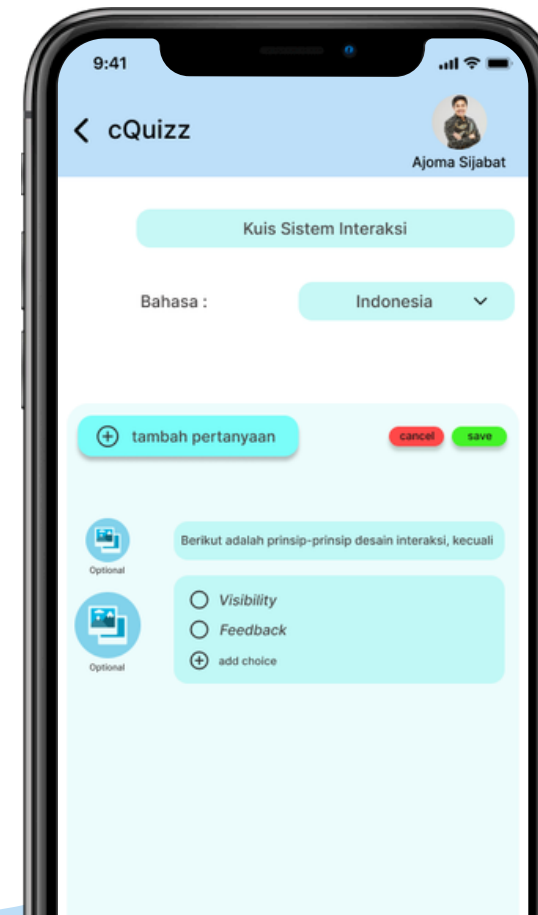 9:41
cQuizz
Ajoma Sijabat
Kuis Sistem Interaksi
Bahasa :
Indonesia
tambah pertanyaan
cancel
save
Optional
Berikut adalah prinsip-prinsip desain interaksi, kecuali
Optional
Visibility
Feedback
add choice